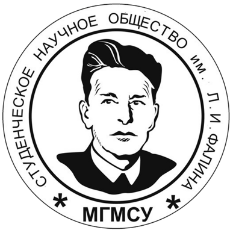 СТУДЕНЧЕСКОЕ НАУЧНОЕ ОБЩЕСТВО им. Л.И.ФАЛИНА
* МГМСУ *